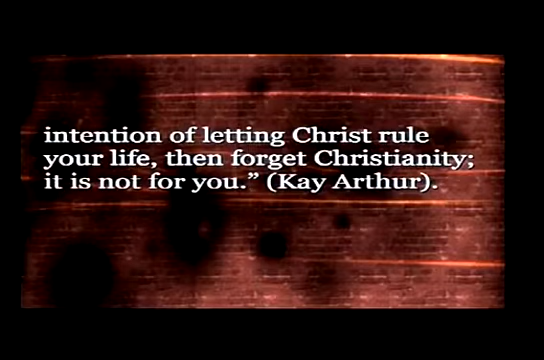 intention of letting Christ rule
your life, then forget Christianity;
it is not for you.” (Kay Arthur).